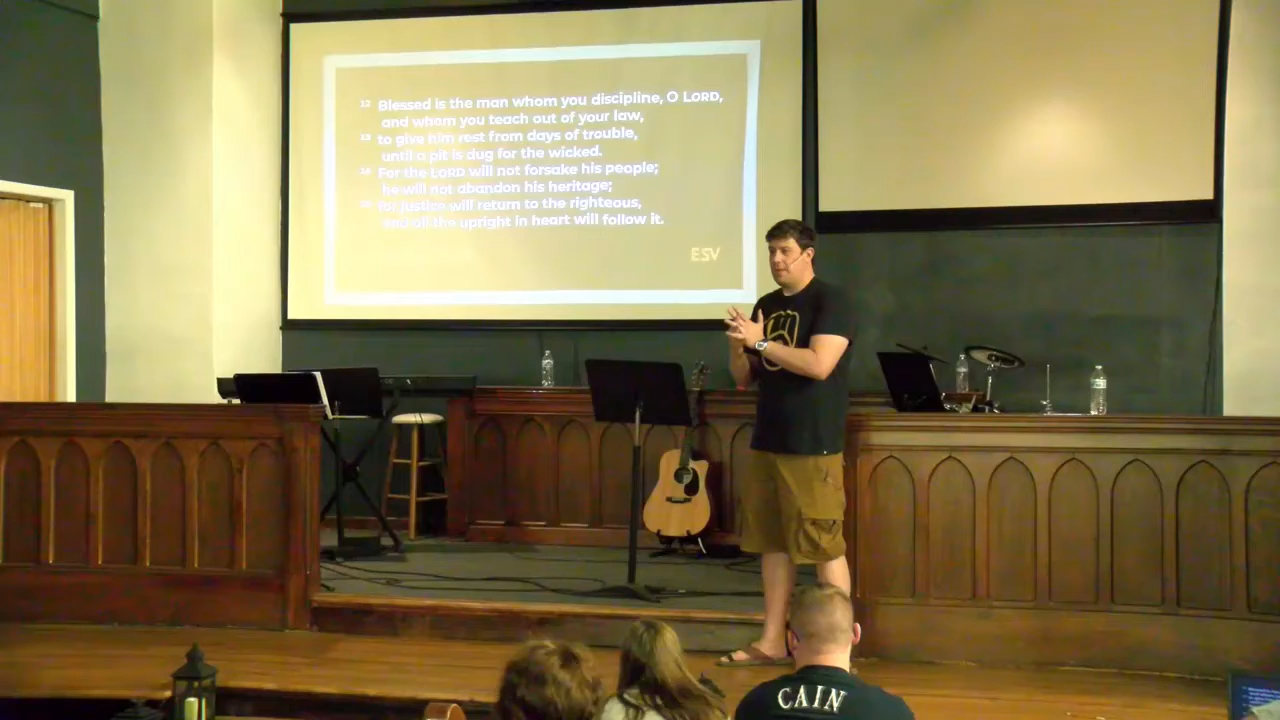 12 Blessed is the man whom you discipline, O LORD,
and whom you teach out of your law,
13 to give him rest from days of trouble,
until a pit is dug for the wicked.
14 For the LORD will not forsake his people;
he will not abandon his heritage;
for justice will return to the righteous,
and all the upright in heart will follow it.
ESV
CAIN